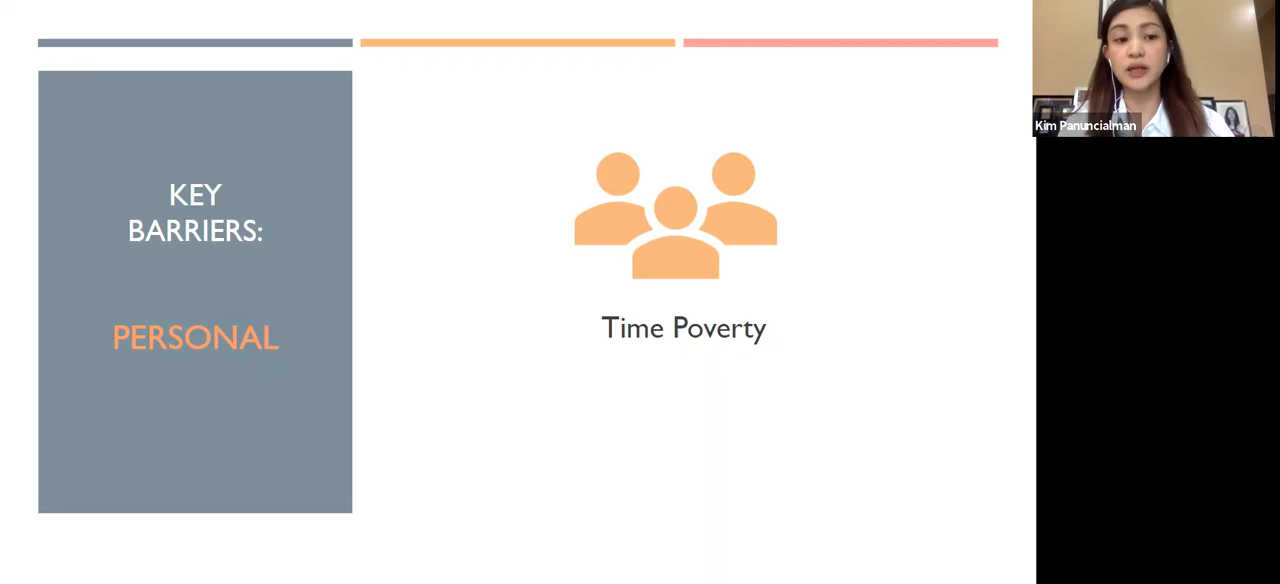 KEY
BARRIERS:
PERSONAL
Time Poverty
Kim Panuncialman